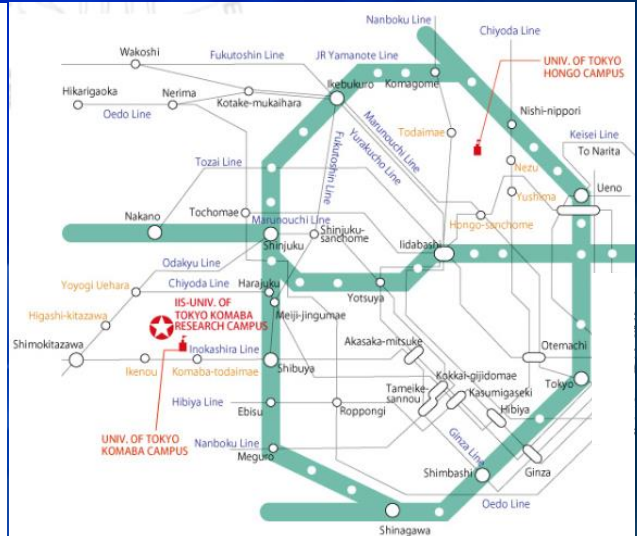 Nanboku Line
Chiyoda Line
Wakoshi
Fukutoshin Line
JR Yamanote Line
UNIV. OF TOKYO
HONGO CAMPUS
Ikebukuro
Komagome
Hikarigaoka
Nerima
Kotake-mukaihara
Nishi-nippori
Oedo Line
Marunouchi Line
Yurakucho Line
Todaimae
Keisei Line
To Narita
Fukutoshin Line
Tozai Line
Nezu
Yushima
Ueno
Tochomae
Marunouchi Line
Hongo-sanchome
Nakano
Shinjuku
Shinjuku-
sanchome
Iidabashi
Odakyu Line
Yoyogi Uehara
Chiyoda Line
Harajuku
Yotsuya
IIS-UNIV. OF
TOKYO KOMABA
RESEARCH CAMPUS
Meiji-jingumae
Higashi-kitazawa
Shimokitazawa
Inokashira Line
Akasaka-mitsuke
Otemachi
Ikenou
Komaba-todaimae
Shibuya
Kokkai-gijidomae
Tokyo
Tameike-
sannou
Kasumigaseki
Hibiya Line
Ebisu
Roppongi
Hibiya
UNIV. OF TOKYO
KOMABA CAMPUS
Nanboku Line
Meguro
Ginza Line
Shimbashi
Ginza
Oedo Line
Shinagawa